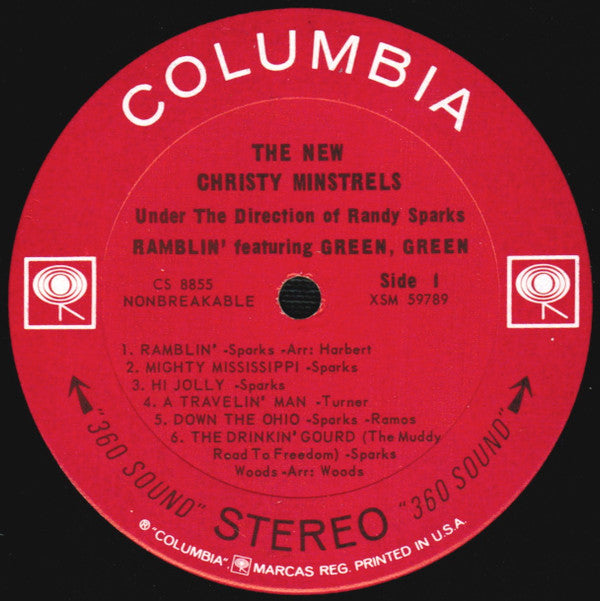 COLUMBIA
THE NEW
CHRISTY MINSTRELS
Under The Direction of Randy Sparks
RAMBLIN' featuring GREEN, GREEN
CS 8855
NONBREAKABLE
Side 1
XSM 59789
1. RAMBLIN' -Sparks -Arr: Harbert
2. MIGHTY MISSISSIPPI -Sparks
3. HI JOLLY -Sparks
4. A TRAVELIN' MAN -Turner
5. DOWN THE OHIO -Sparks -Ramos
6. THE DRINKIN' GOURD (The Muddy
Road To Freedom) -Sparks
Woods -Arr: Woods
"360 SOUND" STEREO "360 SOUND"
® "COLUMBIA", MARCAS REG. PRINTED IN U.S.A.